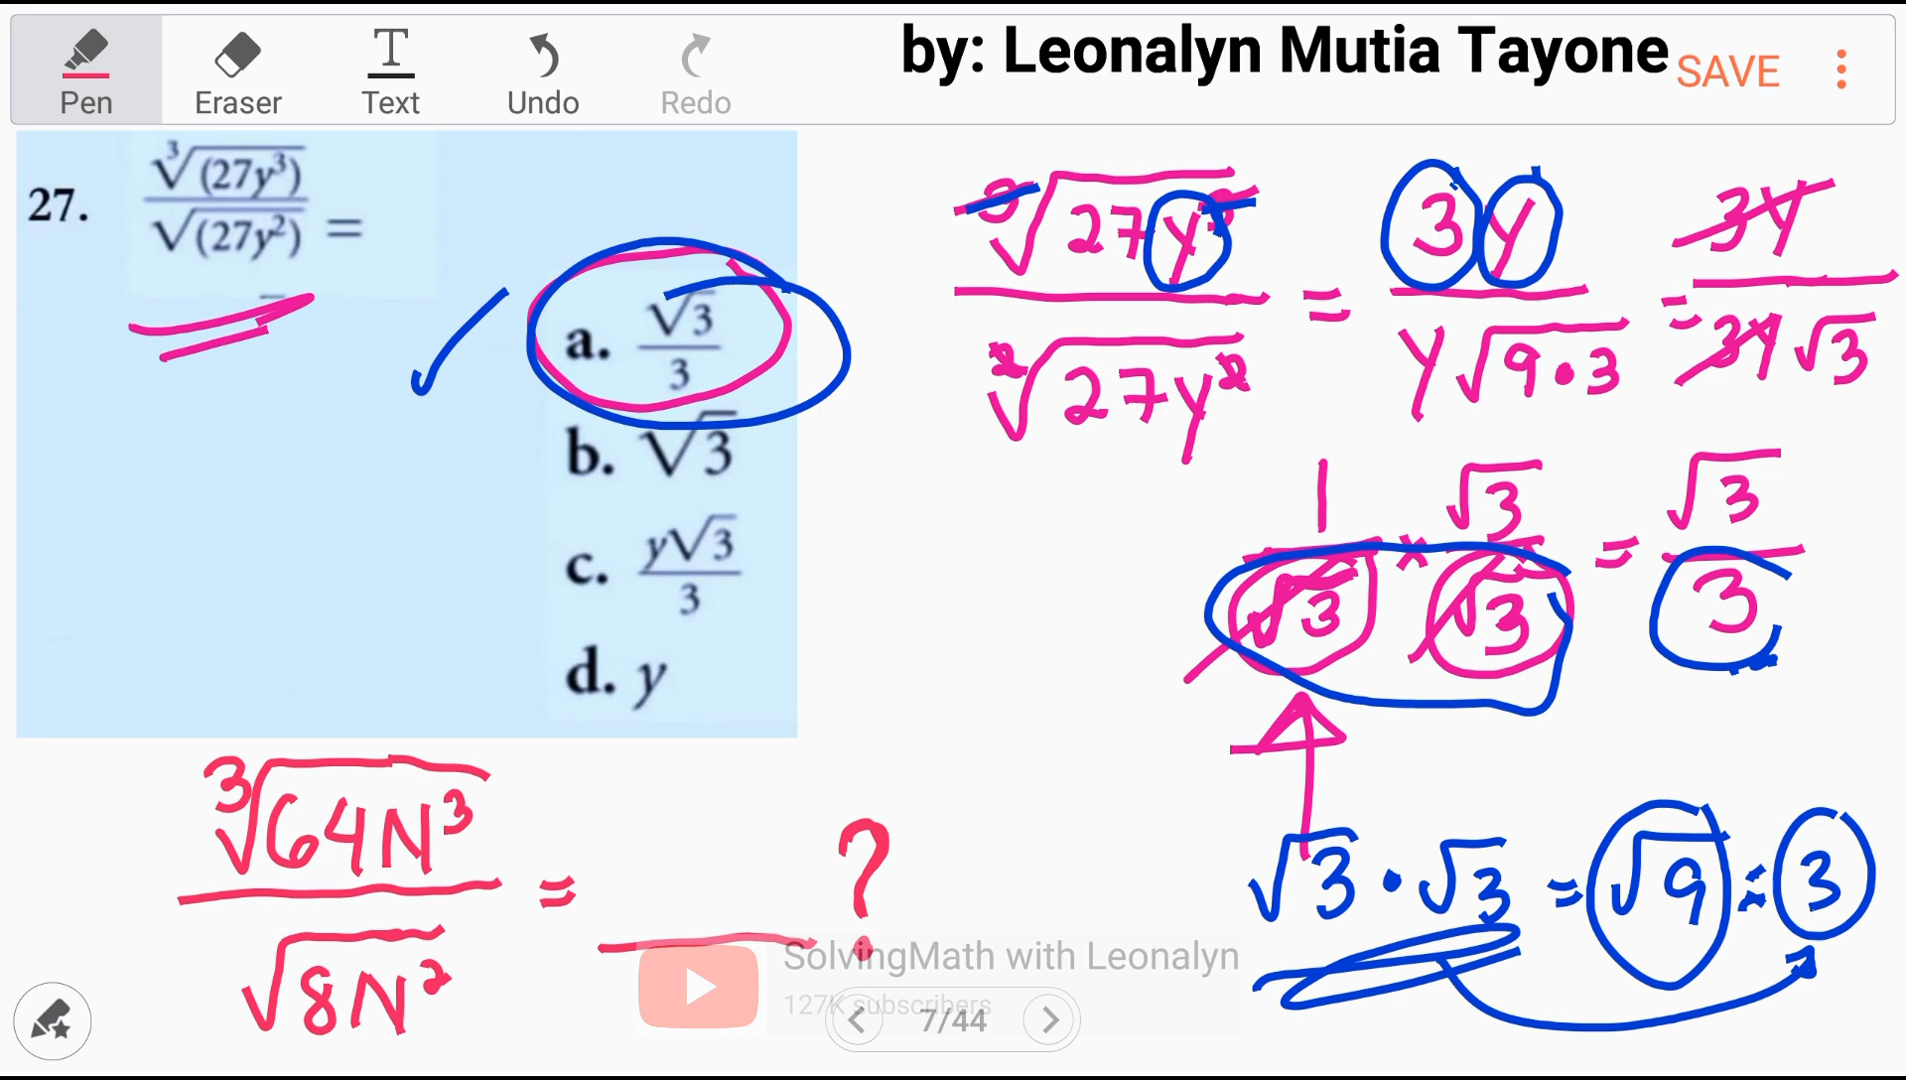 by: Leonalyn Mutia Tayone
SAVE
Pen Eraser Text Undo Redo
27. ∛(27y³) / √(27y²) =
a. √3 / 3
b. √3
c. y√3 / 3
d. y
∛27y³ / ²√27y² = 3y / y√9•3 = 3y / 3y√3
1 / √3 × √3 / √3 = √3 / 3
√3 • √3 = √9 = 3
∛64N³ / √8N² = ?
SolvingMath with Leonalyn
127K subscribers
7/44